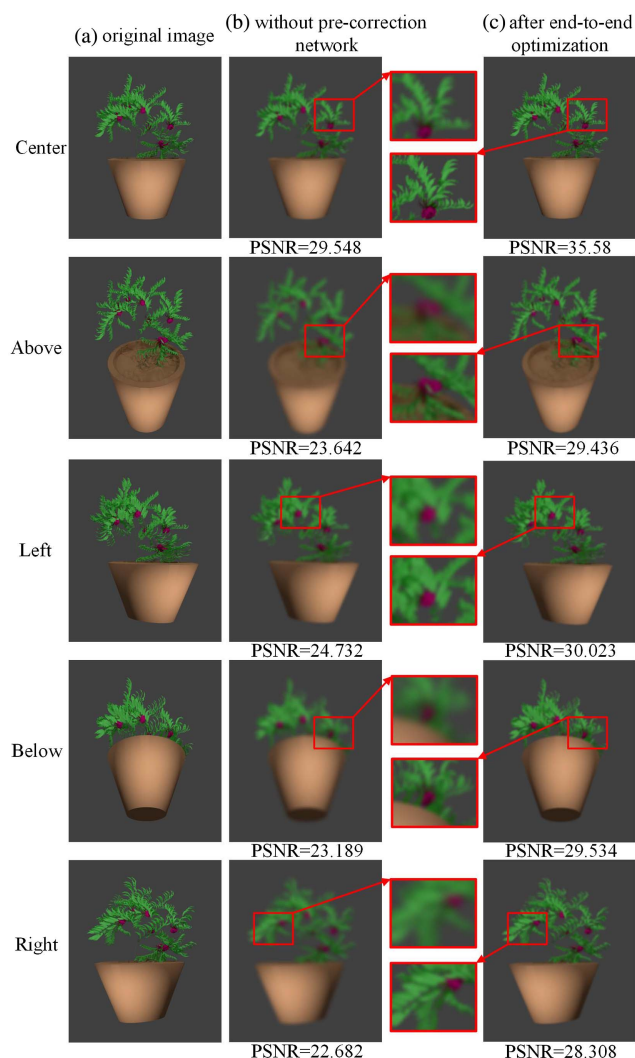 (a) original image
(b) without pre-correction
network
(c) after end-to-end
optimization
Center
PSNR=29.548
PSNR=35.58
Above
PSNR=23.642
PSNR=29.436
Left
PSNR=24.732
PSNR=30.023
Below
PSNR=23.189
PSNR=29.534
Right
PSNR=22.682
PSNR=28.308